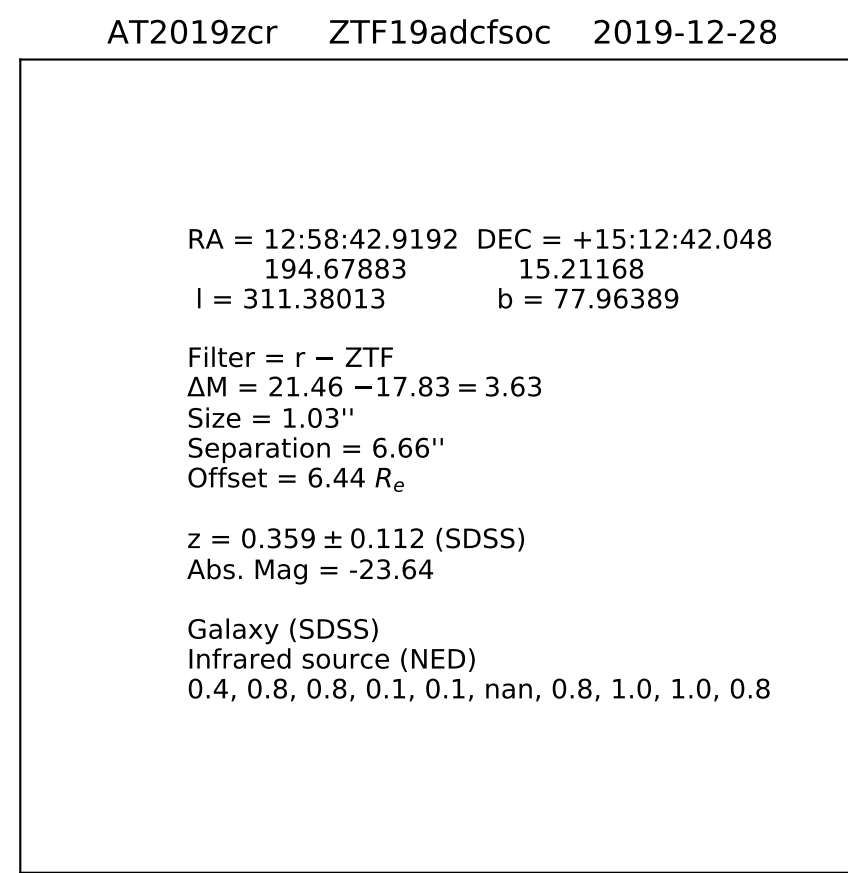 AT2019zcr ZTF19adcfsoc 2019-12-28
RA = 12:58:42.9192 DEC = +15:12:42.048
194.67883 15.21168
l = 311.38013 b = 77.96389
Filter = r − ZTF
ΔM = 21.46 −17.83 = 3.63
Size = 1.03''
Separation = 6.66''
Offset = 6.44 Rₑ
z = 0.359 ± 0.112 (SDSS)
Abs. Mag = -23.64
Galaxy (SDSS)
Infrared source (NED)
0.4, 0.8, 0.8, 0.1, 0.1, nan, 0.8, 1.0, 1.0, 0.8